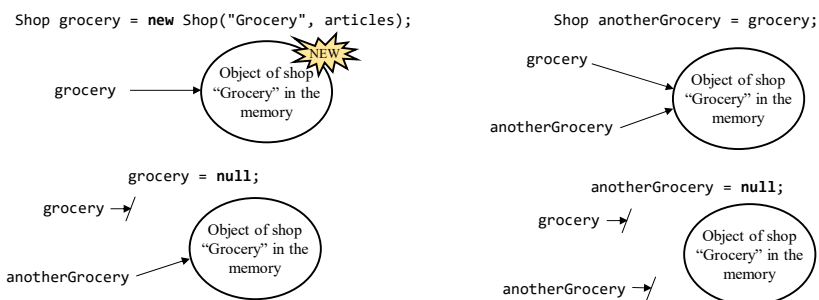 Shop grocery = new Shop("Grocery", articles);
NEW
grocery
Object of shop
“Grocery” in the
memory
Shop anotherGrocery = grocery;
grocery
anotherGrocery
Object of shop
“Grocery” in the
memory
grocery = null;
grocery
anotherGrocery
Object of shop
“Grocery” in the
memory
anotherGrocery = null;
grocery
anotherGrocery
Object of shop
“Grocery” in the
memory